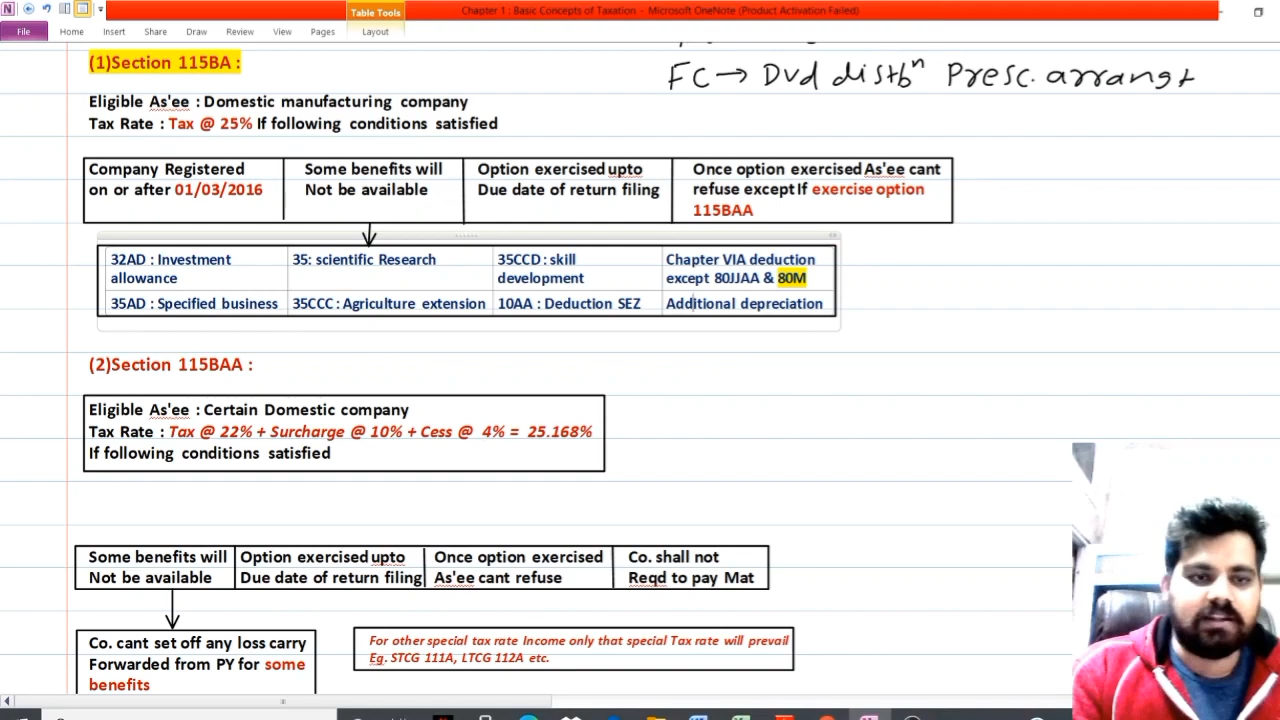 Table Tools
Chapter 1 : Basic Concepts of Taxation - Microsoft OneNote (Product Activation Failed)
File Home Insert Share Draw Review View Pages Layout
(1)Section 115BA :
FC → Dvd distbⁿ Presc. arrangt
Eligible As'ee : Domestic manufacturing company
Tax Rate : Tax @ 25% If following conditions satisfied
Company Registered
on or after 01/03/2016
Some benefits will
Not be available
Option exercised upto
Due date of return filing
Once option exercised As'ee cant
refuse except If exercise option
115BAA
32AD : Investment
allowance
35: scientific Research
35CCD : skill
development
Chapter VIA deduction
except 80JJAA & 80M
35AD : Specified business
35CCC : Agriculture extension
10AA : Deduction SEZ
Additional depreciation
(2)Section 115BAA :
Eligible As'ee : Certain Domestic company
Tax Rate : Tax @ 22% + Surcharge @ 10% + Cess @ 4% = 25.168%
If following conditions satisfied
Some benefits will
Not be available
Option exercised upto
Due date of return filing
Once option exercised
As'ee cant refuse
Co. shall not
Reqd to pay Mat
Co. cant set off any loss carry
Forwarded from PY for some
benefits
For other special tax rate Income only that special Tax rate will prevail
Eg. STCG 111A, LTCG 112A etc.